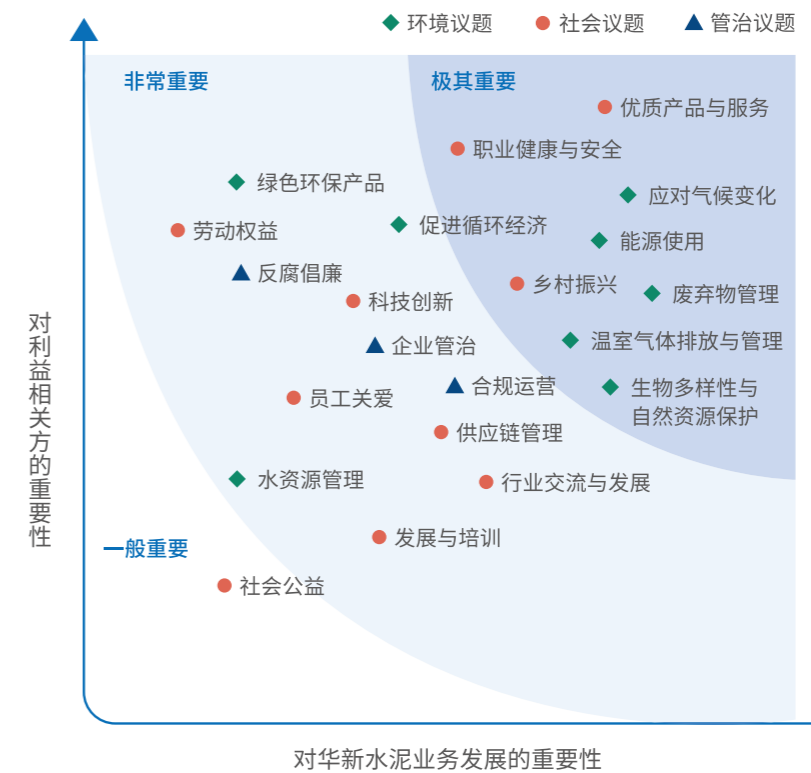 环境议题
社会议题
管治议题
非常重要
极其重要
优质产品与服务
职业健康与安全
绿色环保产品
应对气候变化
促进循环经济
劳动权益
能源使用
反腐倡廉
乡村振兴
废弃物管理
科技创新
温室气体排放与管理
企业管治
合规运营
生物多样性与
自然资源保护
员工关爱
供应链管理
水资源管理
行业交流与发展
发展与培训
一般重要
社会公益
对利益相关方的重要性
对华新水泥业务发展的重要性